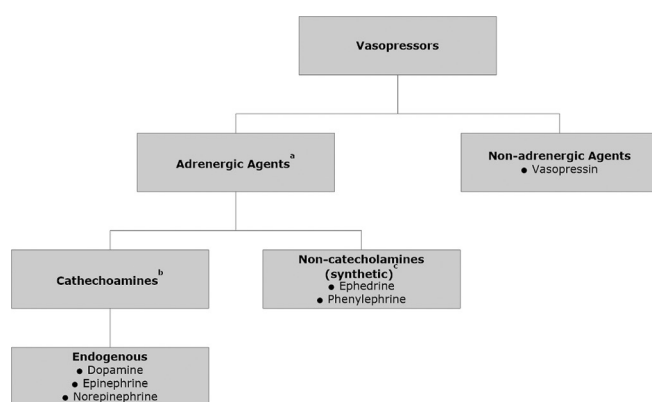 Vasopressors
Adrenergic Agents a
Non-adrenergic Agents
● Vasopressin
Cathechoamines b
Non-catecholamines
(synthetic) c
● Ephedrine
● Phenylephrine
Endogenous
● Dopamine
● Epinephrine
● Norepinephrine